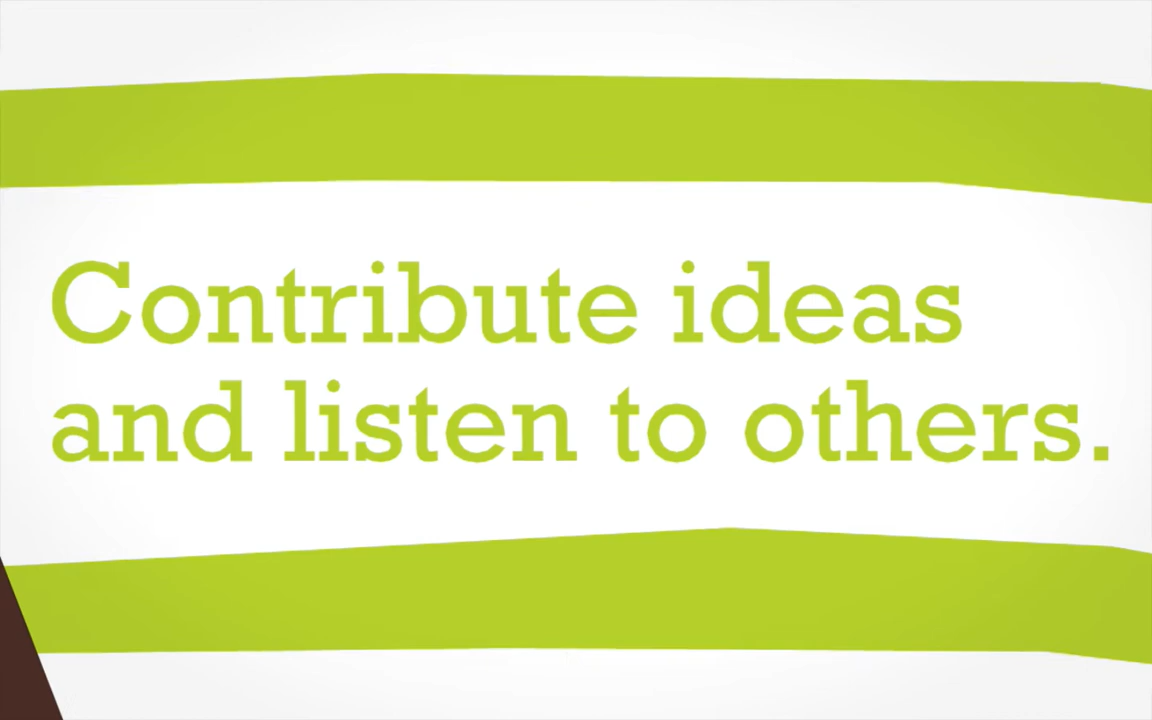 Contribute ideas
and listen to others.